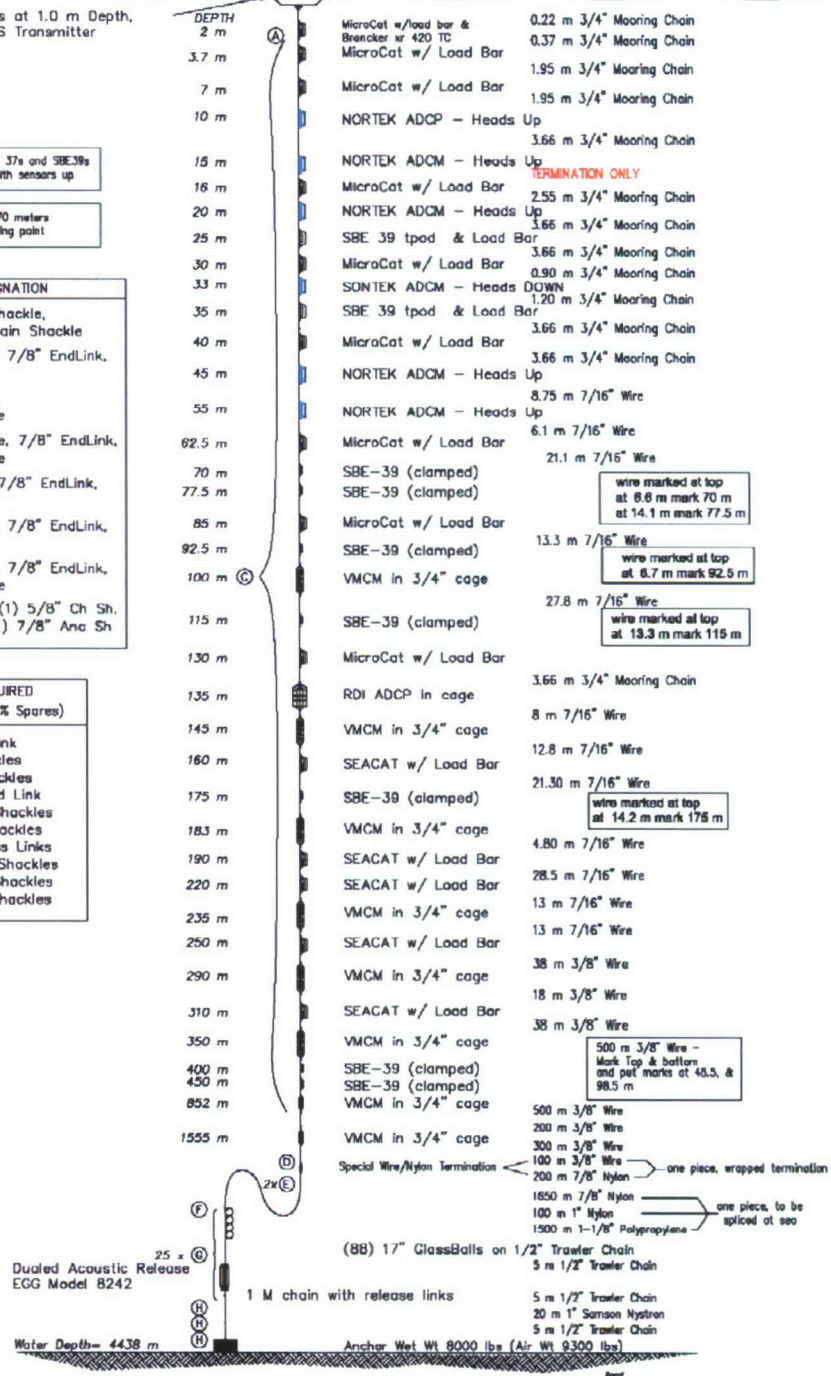 s at 1.0 m Depth,
S Transmitter
37s and SBE39s
ith sensors up
70 meters
ing point
GNATION
hackle,
ain Shackle
7/8" EndLink,
e, 7/8" EndLink,
7/8" EndLink,
7/8" EndLink,
7/8" EndLink,
(1) 5/8" Ch Sh.
) 7/8" Anc Sh
UIRED
% Spares)
nk
kles
ckles
d Link
Shackles
ackles
s Links
Shackles
Shackles
hackles
DEPTH
2 m
3.7 m
7 m
10 m
15 m
16 m
20 m
25 m
30 m
33 m
35 m
40 m
45 m
55 m
62.5 m
70 m
77.5 m
85 m
92.5 m
100 m
115 m
130 m
135 m
145 m
160 m
175 m
183 m
190 m
220 m
235 m
250 m
290 m
310 m
350 m
400 m
450 m
852 m
1555 m
A
C
D
2x E
F
25 x G
H
H
H
MicroCat w/load bar &
Brancker xr 420 TC
MicroCat w/ Load Bar
MicroCat w/ Load Bar
NORTEK ADCP - Heads Up
NORTEK ADCM - Heads Up
MicroCat w/ Load Bar
NORTEK ADCM - Heads Up
SBE 39 tpod & Load Bar
MicroCat w/ Load Bar
SONTEK ADCM - Heads DOWN
SBE 39 tpod & Load Bar
MicroCat w/ Load Bar
NORTEK ADCM - Heads Up
NORTEK ADCM - Heads Up
MicroCat w/ Load Bar
SBE-39 (clamped)
SBE-39 (clamped)
MicroCat w/ Load Bar
SBE-39 (clamped)
VMCM in 3/4" cage
SBE-39 (clamped)
MicroCat w/ Load Bar
RDI ADCP in cage
VMCM in 3/4" cage
SEACAT w/ Load Bar
SBE-39 (clamped)
VMCM in 3/4" cage
SEACAT w/ Load Bar
SEACAT w/ Load Bar
VMCM in 3/4" cage
SEACAT w/ Load Bar
VMCM in 3/4" cage
SEACAT w/ Load Bar
VMCM in 3/4" cage
SBE-39 (clamped)
SBE-39 (clamped)
VMCM in 3/4" cage
VMCM in 3/4" cage
Special Wire/Nylon Termination
0.22 m 3/4" Mooring Chain
0.37 m 3/4" Mooring Chain
1.95 m 3/4" Mooring Chain
1.95 m 3/4" Mooring Chain
3.66 m 3/4" Mooring Chain
TERMINATION ONLY
2.55 m 3/4" Mooring Chain
3.66 m 3/4" Mooring Chain
3.66 m 3/4" Mooring Chain
0.90 m 3/4" Mooring Chain
1.20 m 3/4" Mooring Chain
3.66 m 3/4" Mooring Chain
3.66 m 3/4" Mooring Chain
8.75 m 7/16" Wire
6.1 m 7/16" Wire
21.1 m 7/16" Wire
wire marked at top
at 6.6 m mark 70 m
at 14.1 m mark 77.5 m
13.3 m 7/16" Wire
wire marked at top
at 6.7 m mark 92.5 m
27.8 m 7/16" Wire
wire marked at top
at 13.3 m mark 115 m
3.66 m 3/4" Mooring Chain
8 m 7/16" Wire
12.8 m 7/16" Wire
21.30 m 7/16" Wire
wire marked at top
at 14.2 m mark 175 m
4.80 m 7/16" Wire
28.5 m 7/16" Wire
13 m 7/16" Wire
13 m 7/16" Wire
38 m 3/8" Wire
18 m 3/8" Wire
38 m 3/8" Wire
500 m 3/8" Wire -
Mark Top & bottom
and put marks at 48.5, &
98.5 m
500 m 3/8" Wire
200 m 3/8" Wire
300 m 3/8" Wire
100 m 3/8" Wire
200 m 7/8" Nylon
one piece, wrapped termination
1650 m 7/8" Nylon
100 m 1" Nylon
1500 m 1-1/8" Polypropylene
one piece, to be
spliced at sea
(88) 17" GlassBalls on 1/2" Trawler Chain
5 m 1/2" Trawler Chain
Dualed Acoustic Release
EGG Model 8242
1 M chain with release links
5 m 1/2" Trawler Chain
20 m 1" Samson Nystron
5 m 1/2" Trawler Chain
Water Depth= 4438 m
Anchor Wet Wt 8000 lbs (Air Wt 9300 lbs)